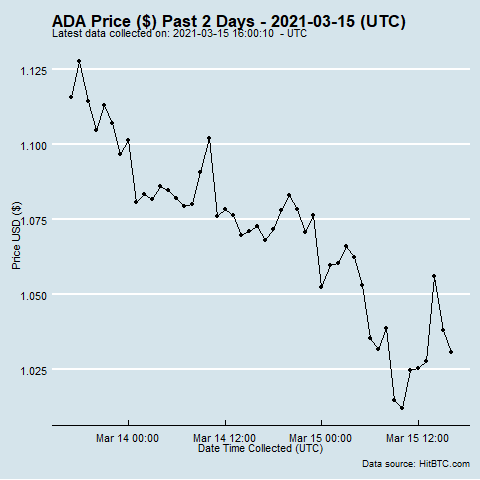 ADA Price ($) Past 2 Days - 2021-03-15 (UTC)
Latest data collected on: 2021-03-15 16:00:10  - UTC
1.125
1.100
1.075
1.050
1.025
Price USD ($)
Mar 14 00:00 Mar 14 12:00 Mar 15 00:00 Mar 15 12:00
Date Time Collected (UTC)
Data source: HitBTC.com